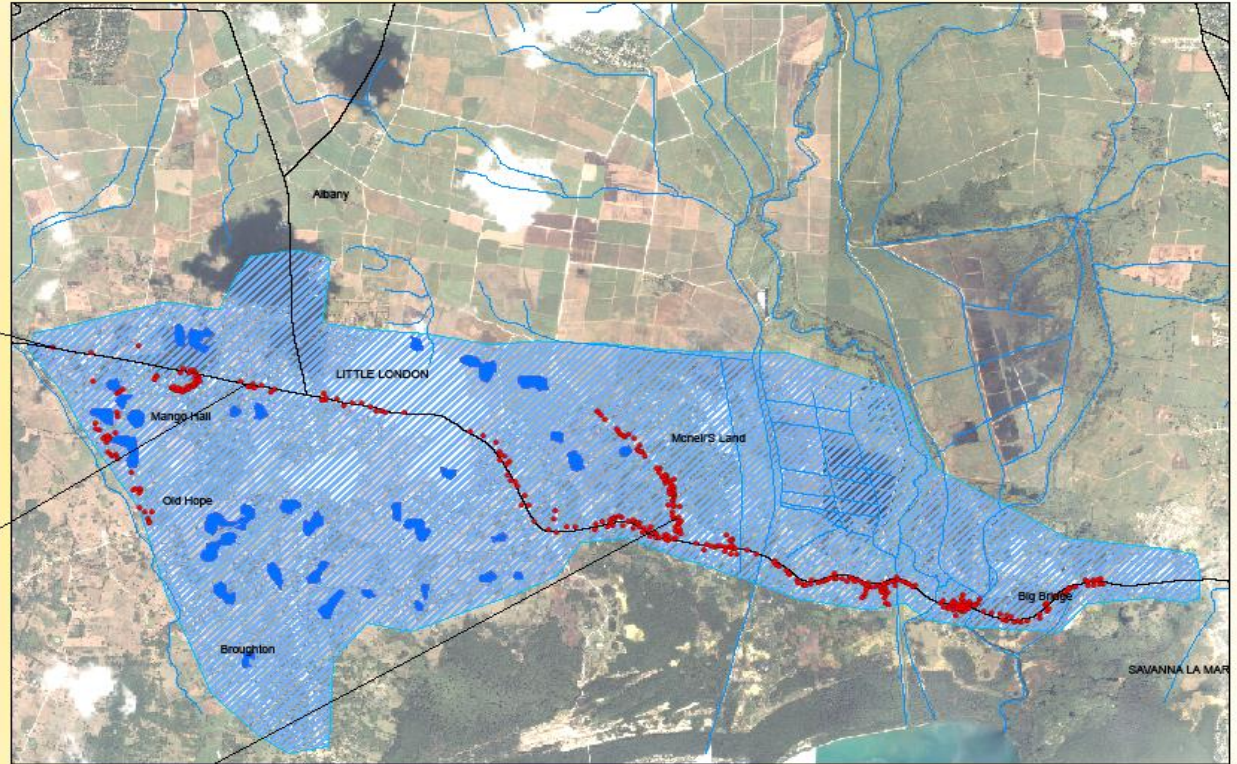 Albany
LITTLE LONDON
Mango Hall
Mcneil'S Land
Old Hope
Big Bridge
Broughton
SAVANNA LA MAR